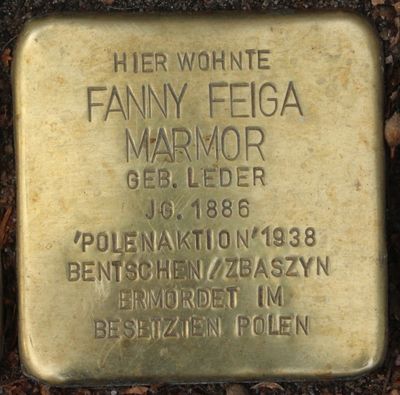 HIER WOHNTE
FANNY FEIGA
MARMOR
GEB. LEDER
JG. 1886
'POLENAKTION' 1938
BENTSCHEN/ZBASZYN
ERMORDET IM
BESETZTEN POLEN